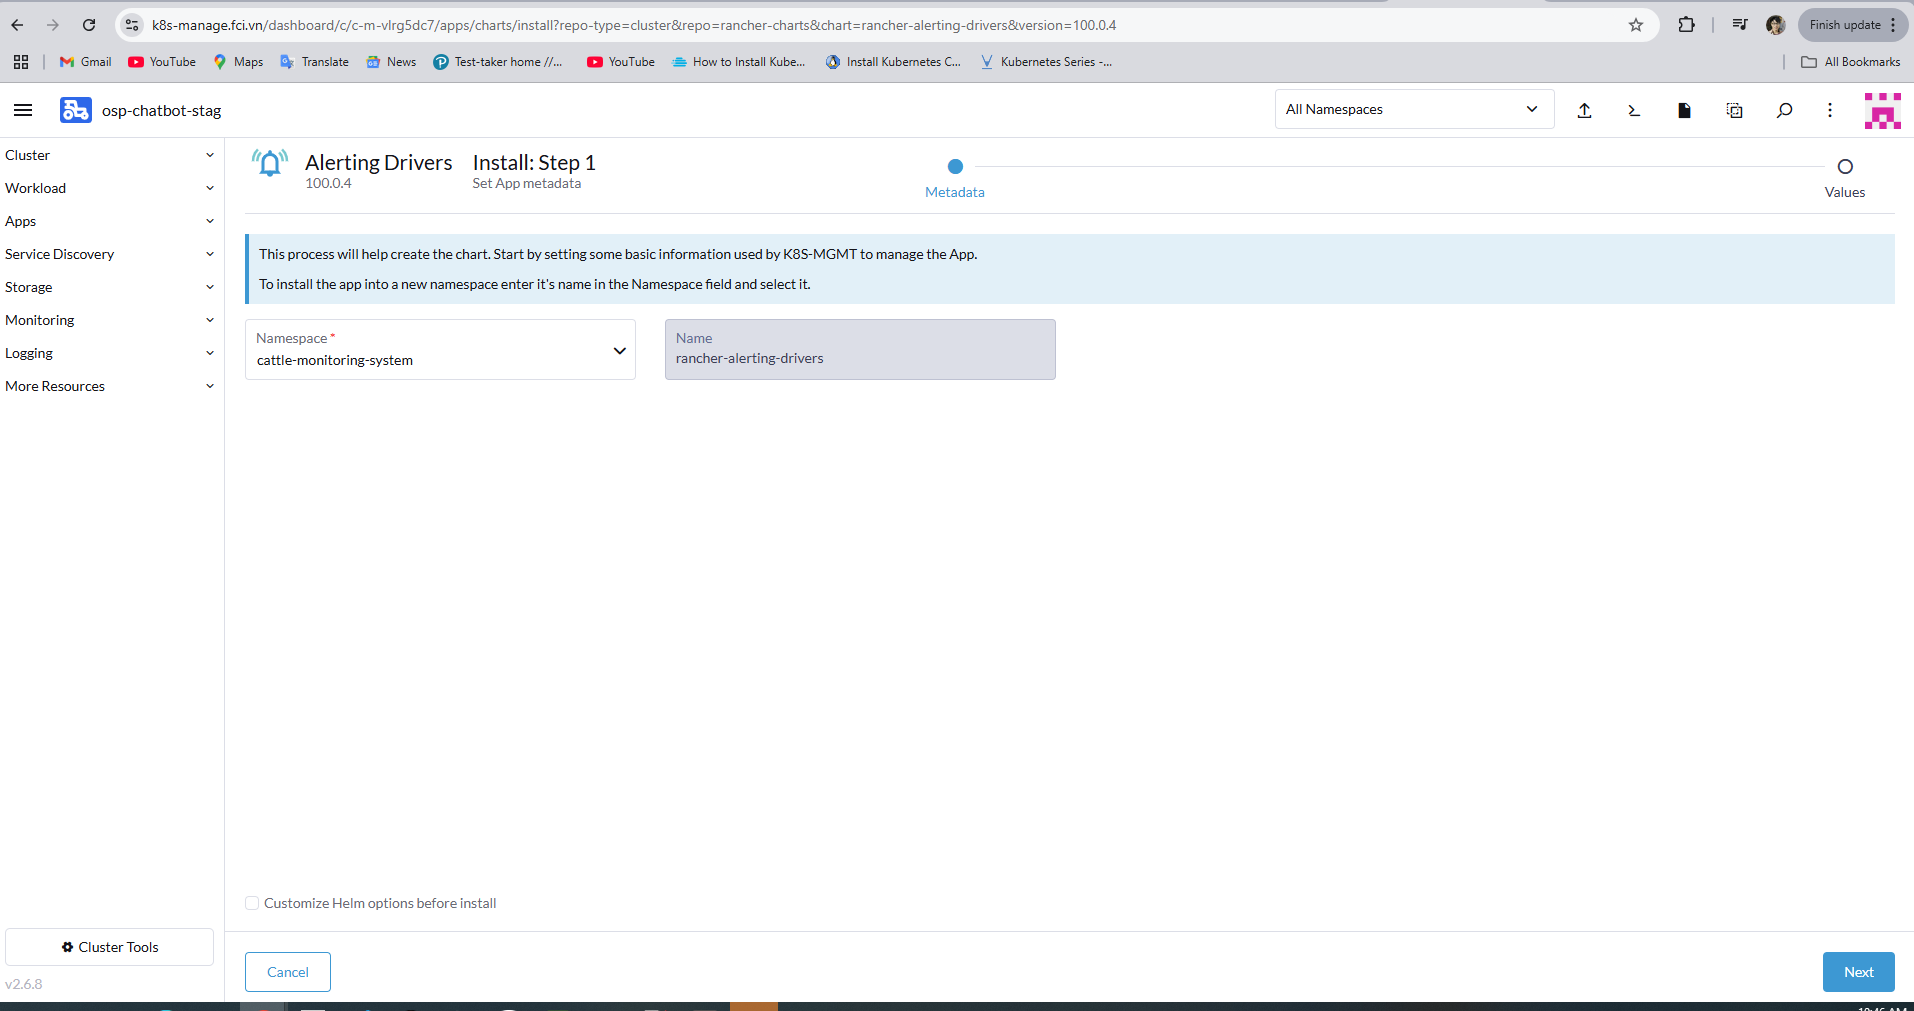 k8s-manage.fci.vn/dashboard/c/c-m-vlrg5dc7/apps/charts/install?repo-type=cluster&repo=rancher-charts&chart=rancher-alerting-drivers&version=100.0.4
Finish update
Gmail
YouTube
Maps
Translate
News
Test-taker home //...
YouTube
How to Install Kube...
Install Kubernetes C...
Kubernetes Series -...
All Bookmarks
osp-chatbot-stag
All Namespaces
Cluster
Workload
Apps
Service Discovery
Storage
Monitoring
Logging
More Resources
Cluster Tools
v2.6.8
Alerting Drivers
100.0.4
Install: Step 1
Set App metadata
Metadata
Values
This process will help create the chart. Start by setting some basic information used by K8S-MGMT to manage the App.
To install the app into a new namespace enter it's name in the Namespace field and select it.
Namespace *
cattle-monitoring-system
Name
rancher-alerting-drivers
Customize Helm options before install
Cancel
Next